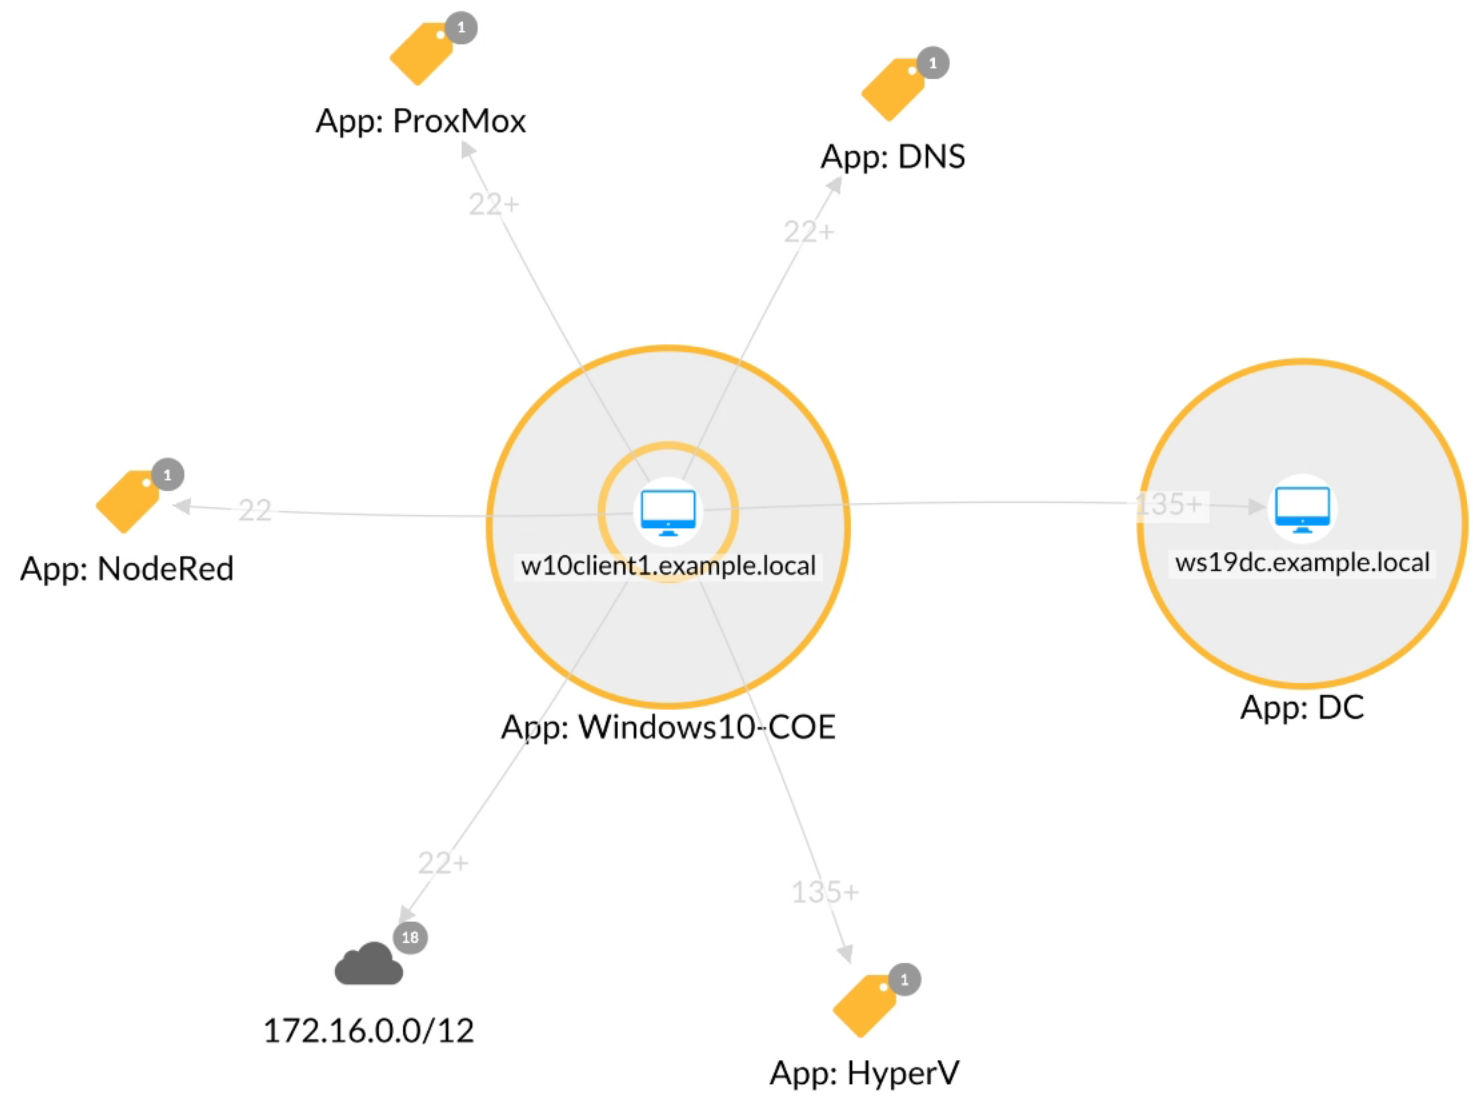 1
App: ProxMox
1
App: DNS
22+
22+
1
App: NodeRed
22
w10client1.example.local
App: Windows10-COE
135+
ws19dc.example.local
App: DC
22+
135+
18
172.16.0.0/12
1
App: HyperV